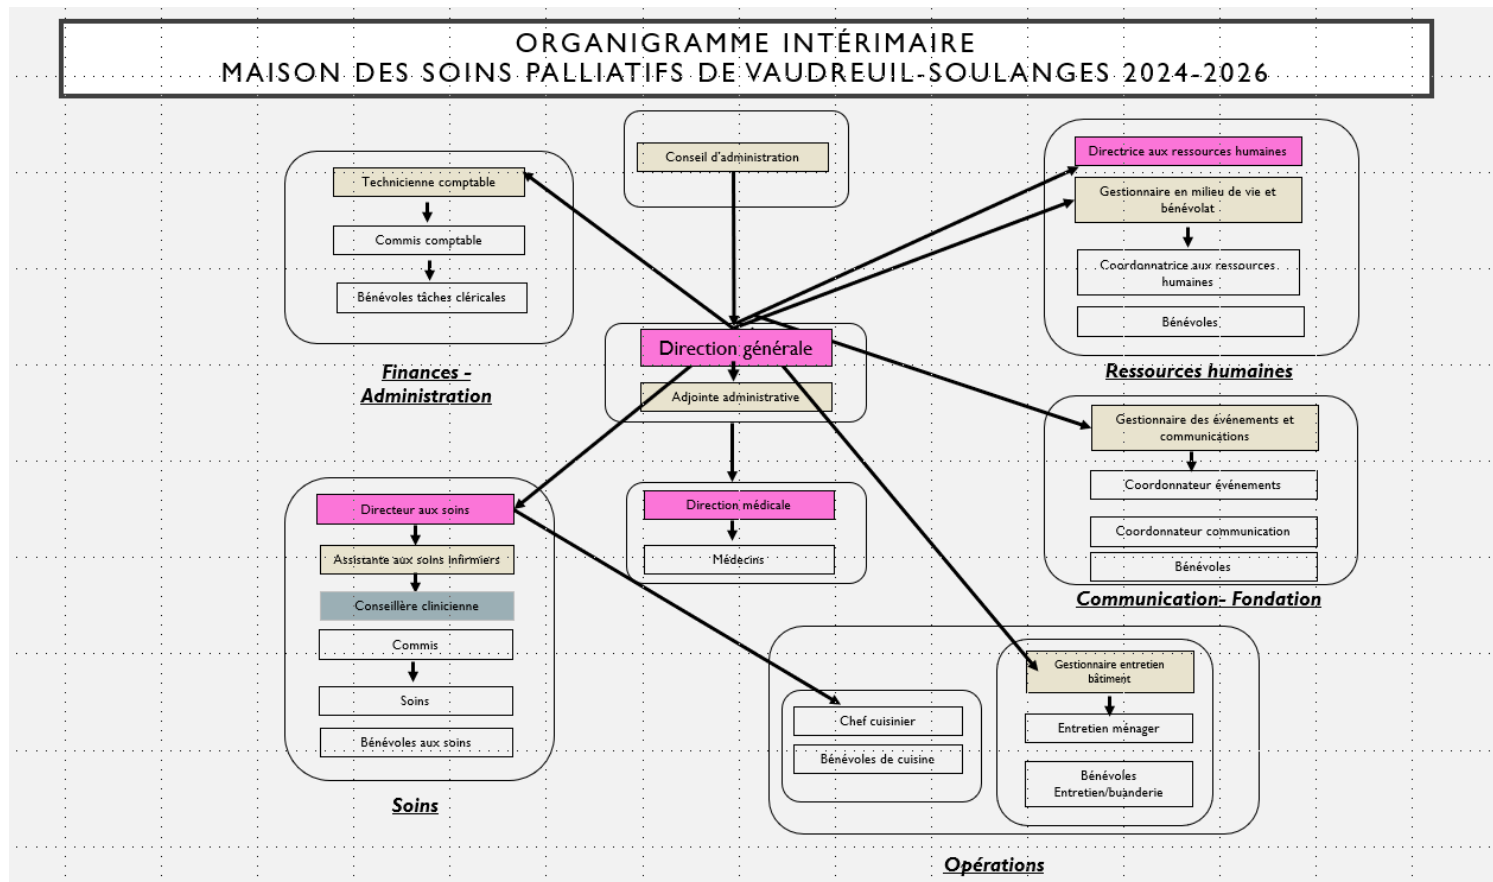 ORGANIGRAMME INTÉRIMAIRE
MAISON DES SOINS PALLIATIFS DE VAUDREUIL-SOULANGES 2024-2026
Conseil d'administration
Technicienne comptable
Commis comptable
Bénévoles tâches cléricales
Finances -
Administration
Directrice aux ressources humaines
Gestionnaire en milieu de vie et
bénévolat
Coordonnatrice aux ressources
humaines
Bénévoles
Ressources humaines
Direction générale
Adjointe administrative
Direction médicale
Médecins
Gestionnaire des événements et
communications
Coordonnateur événements
Coordonnateur communication
Bénévoles
Communication- Fondation
Directeur aux soins
Assistante aux soins infirmiers
Conseillère clinicienne
Commis
Soins
Bénévoles aux soins
Soins
Chef cuisinier
Bénévoles de cuisine
Gestionnaire entretien
bâtiment
Entretien ménager
Bénévoles
Entretien/buanderie
Opérations